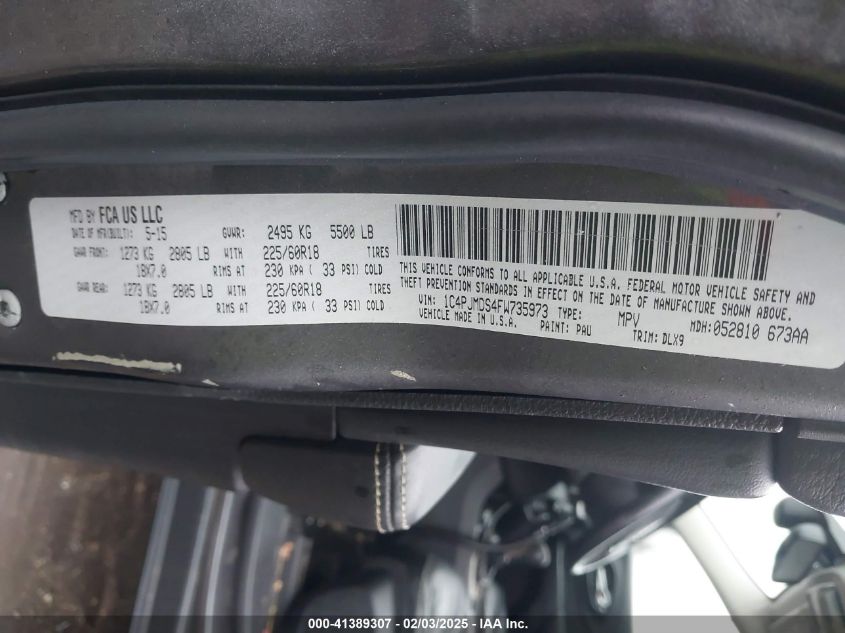 MFD BY FCA US LLC
DATE OF MFR(BUILT): 5-15 GVWR: 2495 KG 5500 LB
GAWR FRONT: 1273 KG 2805 LB WITH 225/60R18 TIRES
18X7.0 RIMS AT 230 KPA ( 33 PSI) COLD
GAWR REAR: 1273 KG 2805 LB WITH 225/60R18 TIRES
18X7.0 RIMS AT 230 KPA ( 33 PSI) COLD
THIS VEHICLE CONFORMS TO ALL APPLICABLE U.S.A. FEDERAL MOTOR VEHICLE SAFETY AND
THEFT PREVENTION STANDARDS IN EFFECT ON THE DATE OF MANUFACTURE SHOWN ABOVE.
VIN: 1C4PJMDS4FW735973 TYPE: MPV MDH: 052810 673AA
VEHICLE MADE IN U.S.A. PAINT: PAU TRIM: DLX9
000-41389307 - 02/03/2025 - IAA Inc.